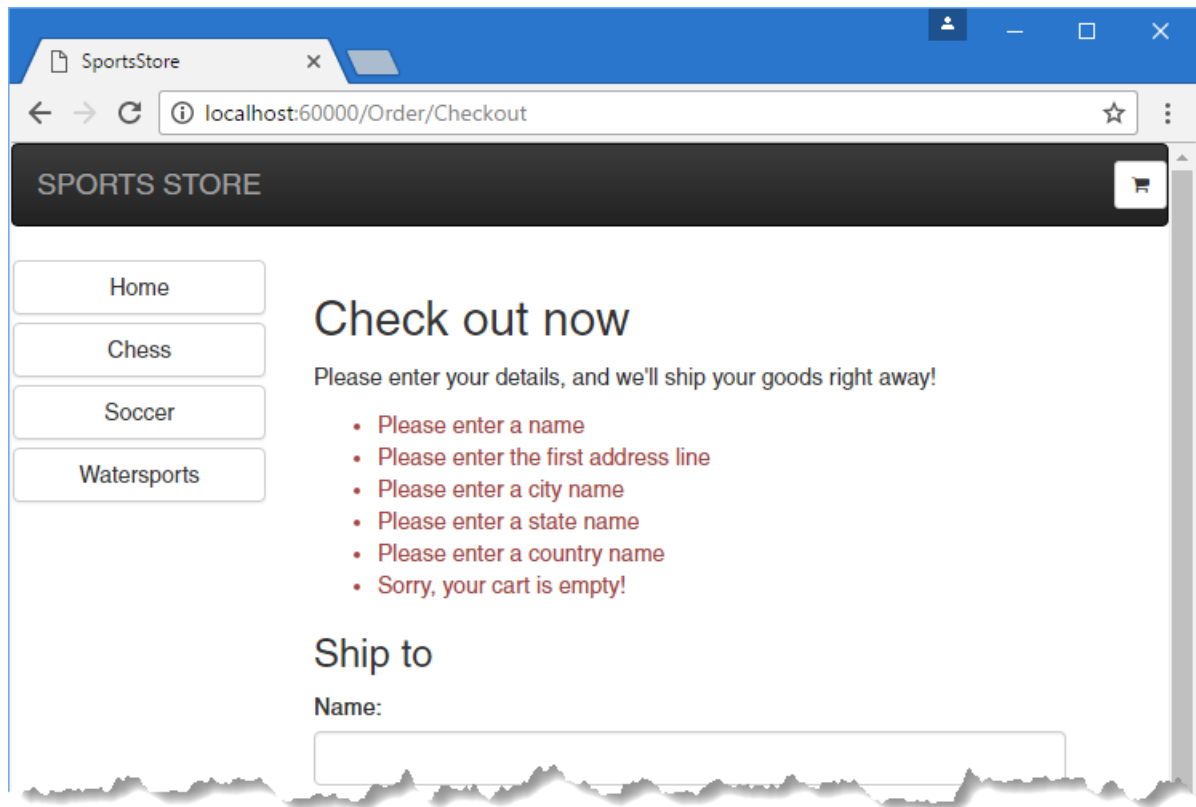 SportsStore
localhost:60000/Order/Checkout
SPORTS STORE
Home
Chess
Soccer
Watersports
Check out now
Please enter your details, and we'll ship your goods right away!
• Please enter a name
• Please enter the first address line
• Please enter a city name
• Please enter a state name
• Please enter a country name
• Sorry, your cart is empty!
Ship to
Name: